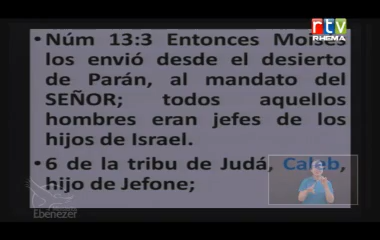 rtv
RHEMA
• Núm 13:3 Entonces Moisés
los envió desde el desierto
de Parán, al mandato del
SEÑOR; todos aquellos
hombres eran jefes de los
hijos de Israel.
• 6 de la tribu de Judá, Caleb,
hijo de Jefone;
Ebenezer